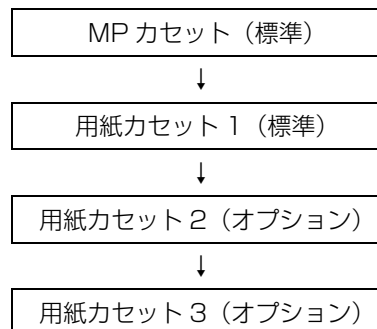 MP カセット（標準）
↓
用紙カセット 1（標準）
↓
用紙カセット 2（オプション）
↓
用紙カセット 3（オプション）